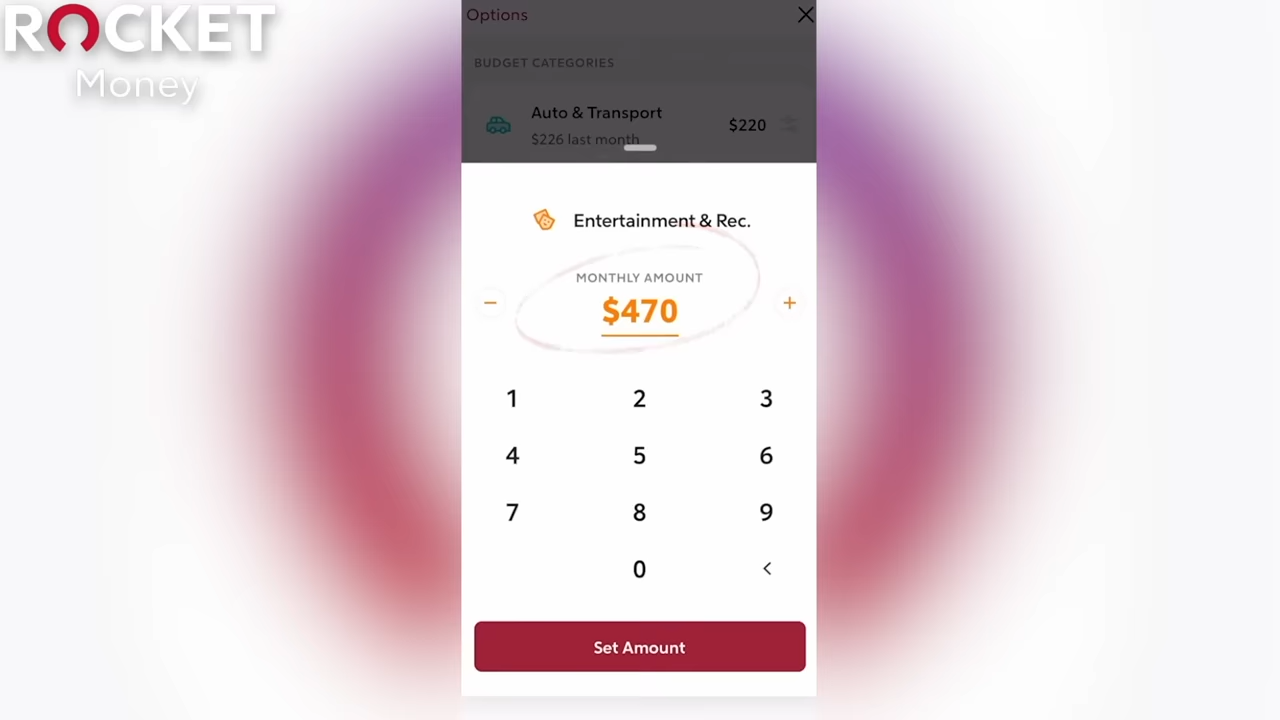 ROCKET
Money
Options
BUDGET CATEGORIES
Auto & Transport
$226 last month
$220
Entertainment & Rec.
MONTHLY AMOUNT
$470
1 2 3
4 5 6
7 8 9
0
Set Amount